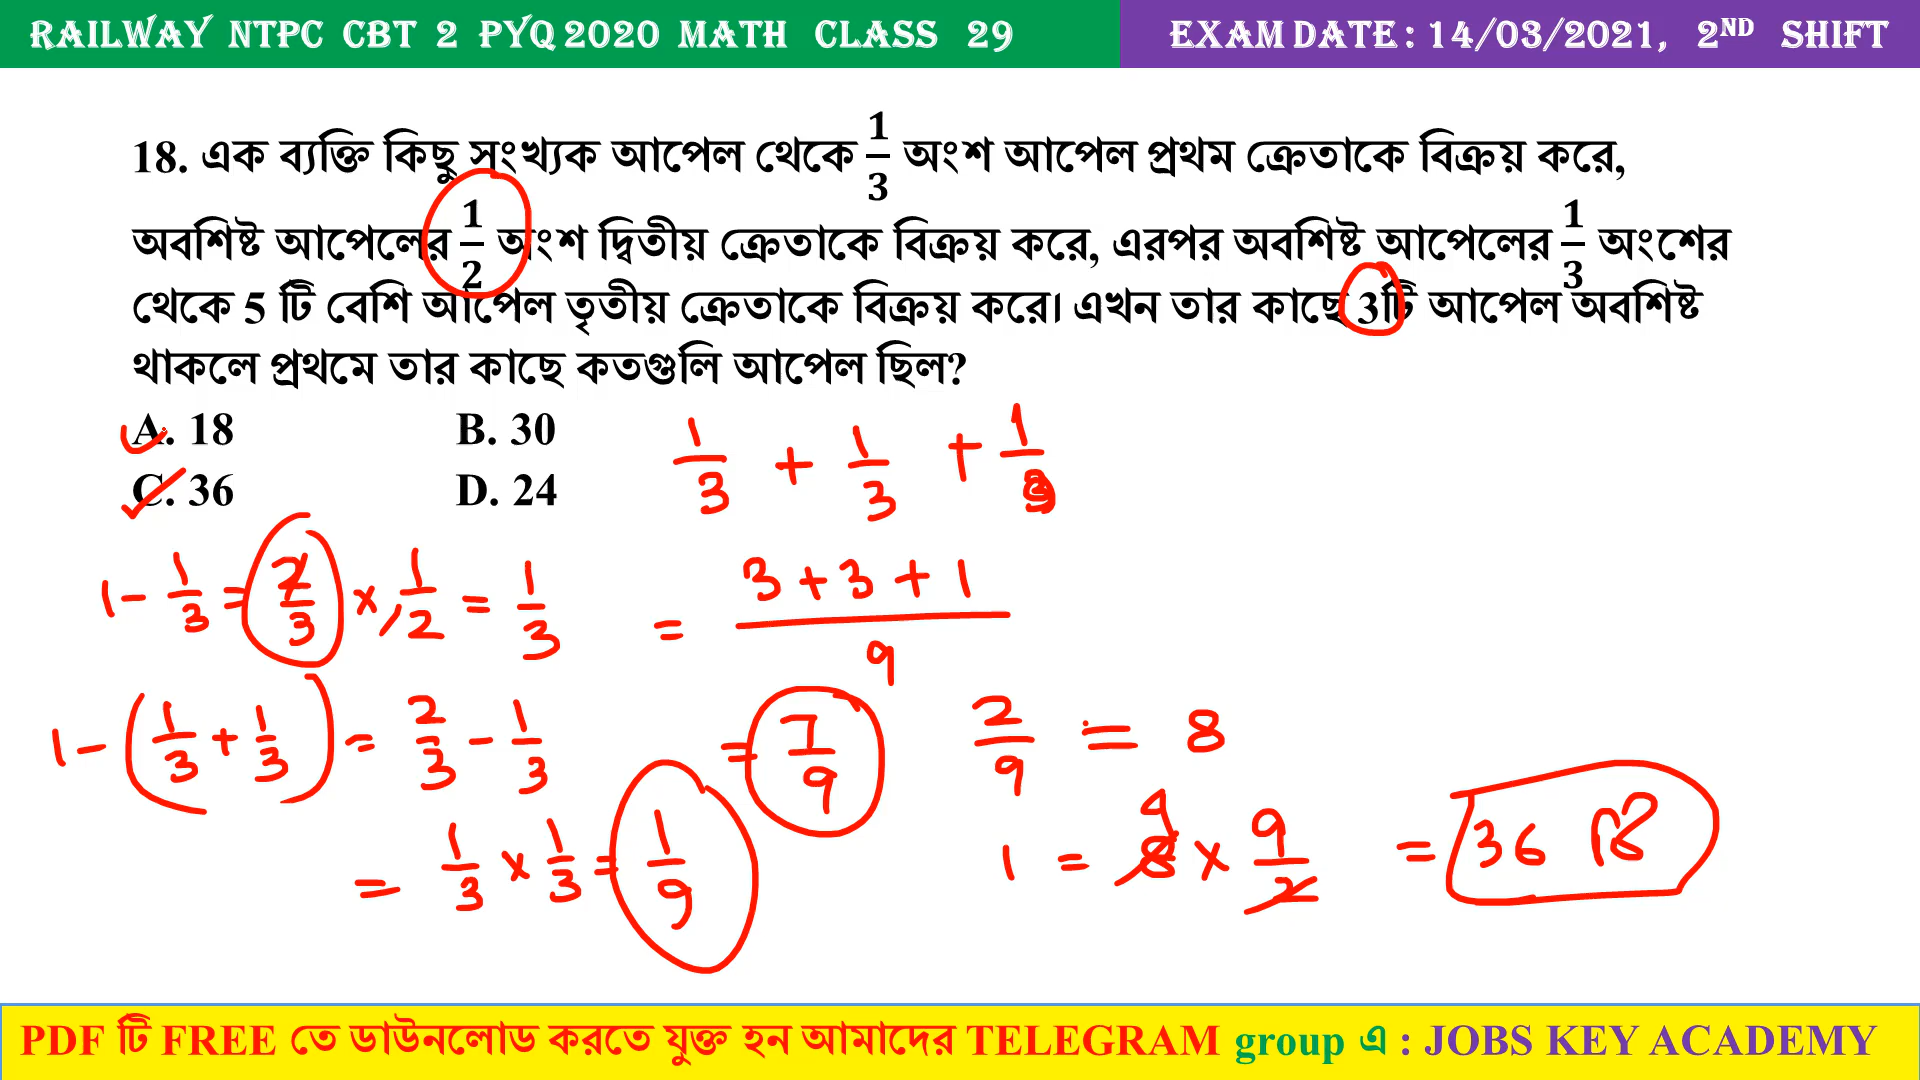 RAILWAY NTPC CBT 2 PYQ 2020 MATH CLASS 29
EXAM DATE : 14/03/2021, 2ND SHIFT
18. এক ব্যক্তি কিছু সংখ্যক আপেল থেকে 1/3 অংশ আপেল প্রথম ক্রেতাকে বিক্রয় করে,
অবশিষ্ট আপেলের 1/2 অংশ দ্বিতীয় ক্রেতাকে বিক্রয় করে, এরপর অবশিষ্ট আপেলের 1/3 অংশের
থেকে 5 টি বেশি আপেল তৃতীয় ক্রেতাকে বিক্রয় করে। এখন তার কাছে 3টি আপেল অবশিষ্ট
থাকলে প্রথমে তার কাছে কতগুলি আপেল ছিল?
A. 18 B. 30
C. 36 D. 24
1/3 + 1/3 + 1/9
1 - 1/3 = 2/3 × 1/2 = 1/3
= 3 + 3 + 1 / 9
1 - (1/3 + 1/3) = 2/3 - 1/3
= 7/9
2/9 = 8
= 1/3 × 1/3 = 1/9
4
1 = 8 × 9/2 = 36 টি
PDF টি FREE তে ডাউনলোড করতে যুক্ত হন আমাদের TELEGRAM group এ : JOBS KEY ACADEMY